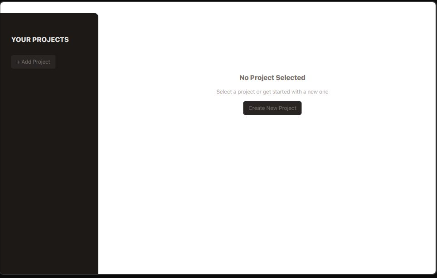 YOUR PROJECTS
+ Add Project
No Project Selected
Select a project or get started with a new one
Create New Project